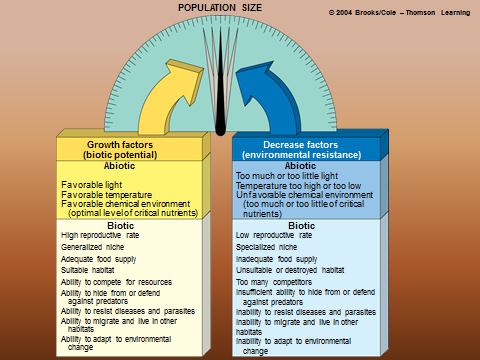 POPULATION SIZE
© 2004 Brooks/Cole – Thomson Learning
Growth factors
(biotic potential)
Abiotic
Favorable light
Favorable temperature
Favorable chemical environment
(optimal level of critical nutrients)
Biotic
High reproductive rate
Generalized niche
Adequate food supply
Suitable habitat
Ability to compete for resources
Ability to hide from or defend
against predators
Ability to resist diseases and parasites
Ability to migrate and live in other
habitats
Ability to adapt to environmental
change
Decrease factors
(environmental resistance)
Abiotic
Too much or too little light
Temperature too high or too low
Unfavorable chemical environment
(too much or too little of critical
nutrients)
Biotic
Low reproductive rate
Specialized niche
Inadequate food supply
Unsuitable or destroyed habitat
Too many competitors
Insufficient ability to hide from or defend
against predators
Inability to resist diseases and parasites
Inability to migrate and live in other
habitats
Inability to adapt to environmental
change